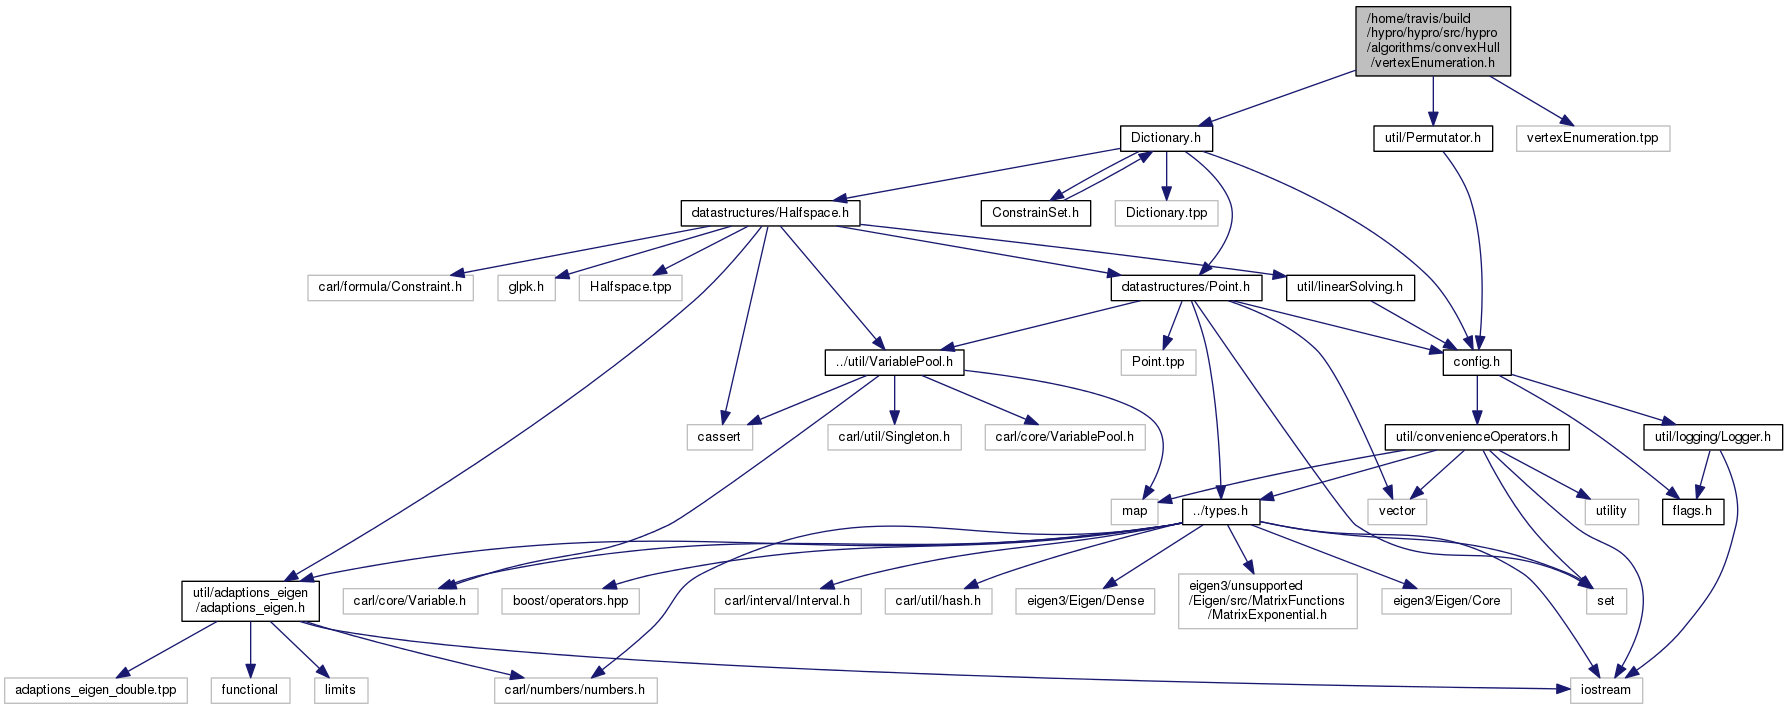 /home/travis/build
/hypro/hypro/src/hypro
/algorithms/convexHull
/vertexEnumeration.h
Dictionary.h
util/Permutator.h
vertexEnumeration.tpp
datastructures/Halfspace.h
ConstrainSet.h
Dictionary.tpp
carl/formula/Constraint.h
glpk.h
Halfspace.tpp
datastructures/Point.h
util/linearSolving.h
../util/VariablePool.h
Point.tpp
config.h
cassert
carl/util/Singleton.h
carl/core/VariablePool.h
util/convenienceOperators.h
util/logging/Logger.h
map
../types.h
vector
utility
flags.h
util/adaptions_eigen
/adaptions_eigen.h
carl/core/Variable.h
boost/operators.hpp
carl/interval/Interval.h
carl/util/hash.h
eigen3/Eigen/Dense
eigen3/unsupported
/Eigen/src/MatrixFunctions
/MatrixExponential.h
eigen3/Eigen/Core
set
adaptions_eigen_double.tpp
functional
limits
carl/numbers/numbers.h
iostream